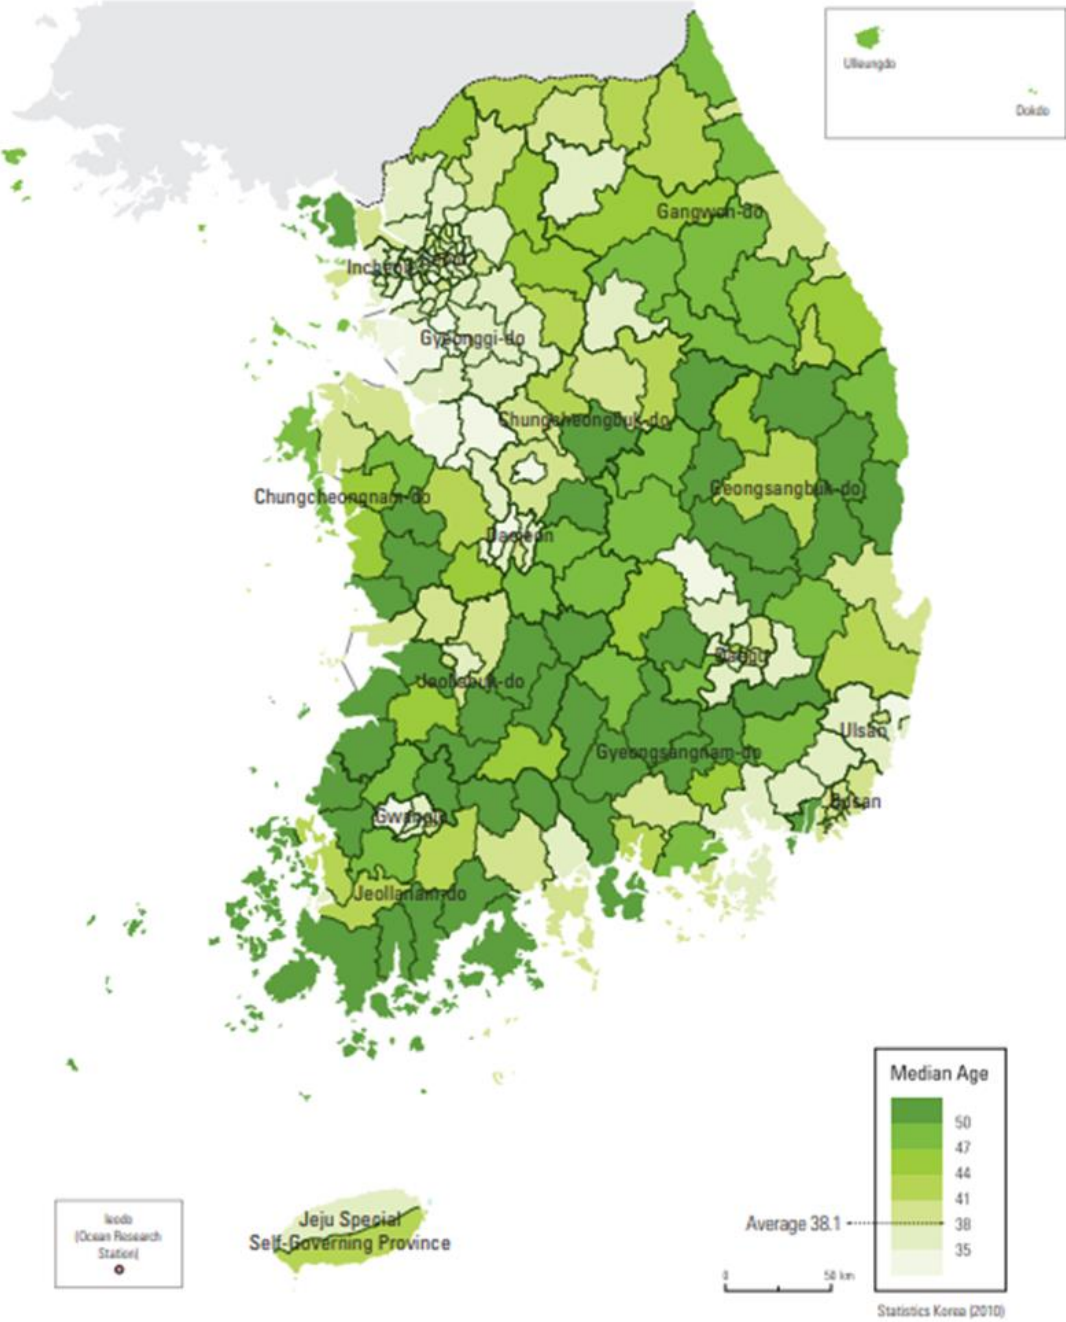 Ulleungdo
Dokdo
Gangwon-do
Incheon
Gyeonggi-do
Chungcheongbuk-do
Chungcheongnam-do
Geongsangbuk-do
Daejeon
Daegu
Jeollabuk-do
Ulsan
Gyeongsangnam-do
Busan
Gwangju
Jeollanam-do
Median Age
50
47
44
41
Average 38.1
38
35
Ieodo
(Ocean Research
Station)
Jeju Special
Self-Governing Province
0
50 km
Statistics Korea (2010)